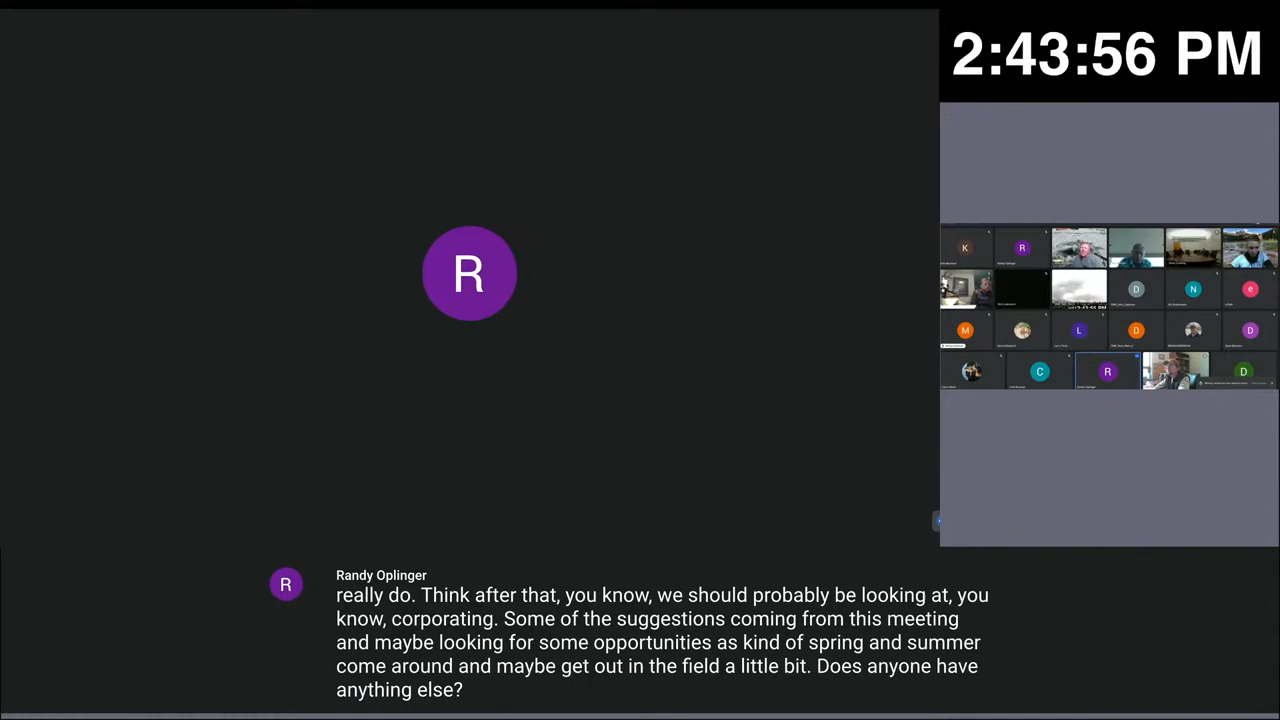 2:43:56 PM
R
K
R
D
N
e
M
L
D
D
C
R
D
R
Randy Oplinger
really do. Think after that, you know, we should probably be looking at, you
know, corporating. Some of the suggestions coming from this meeting
and maybe looking for some opportunities as kind of spring and summer
come around and maybe get out in the field a little bit. Does anyone have
anything else?